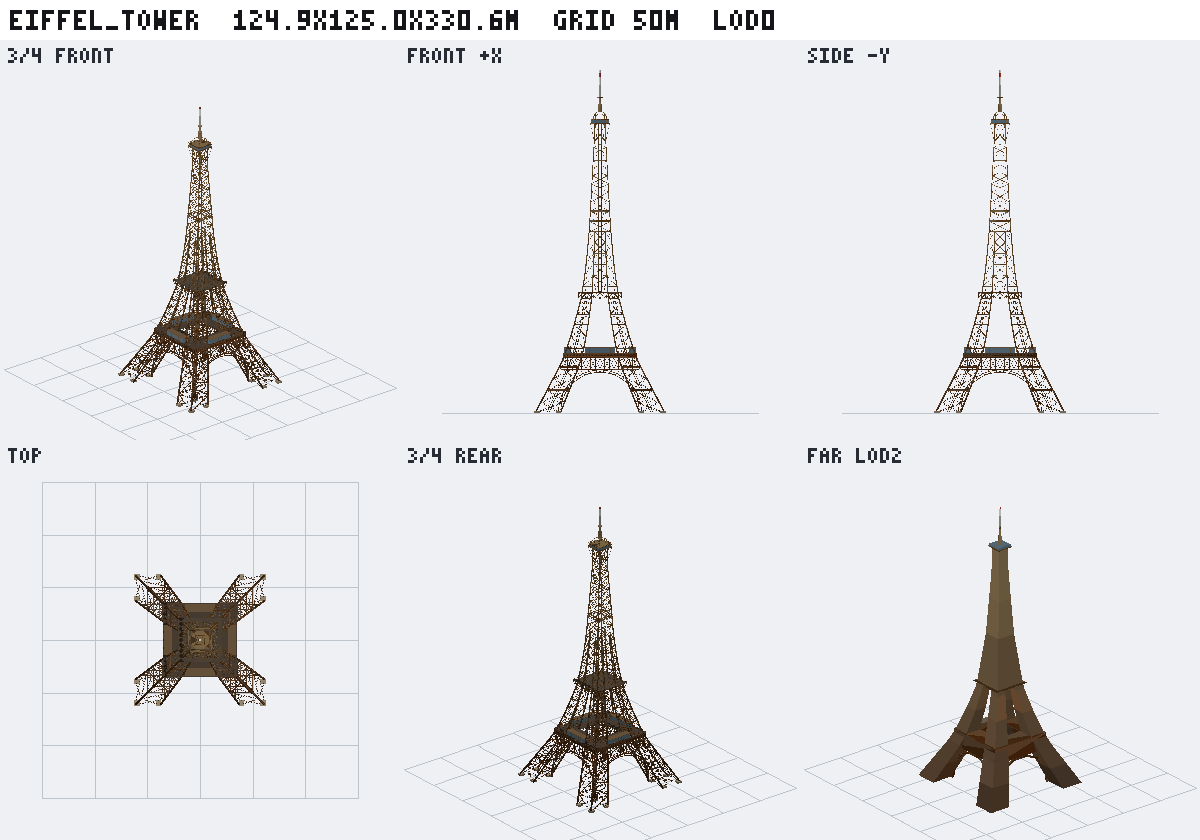 EIFFEL_TOWER 124.9X125.0X330.6M GRID 50M LOD0
3/4 FRONT
FRONT +X
SIDE -Y
TOP
3/4 REAR
FAR LOD2